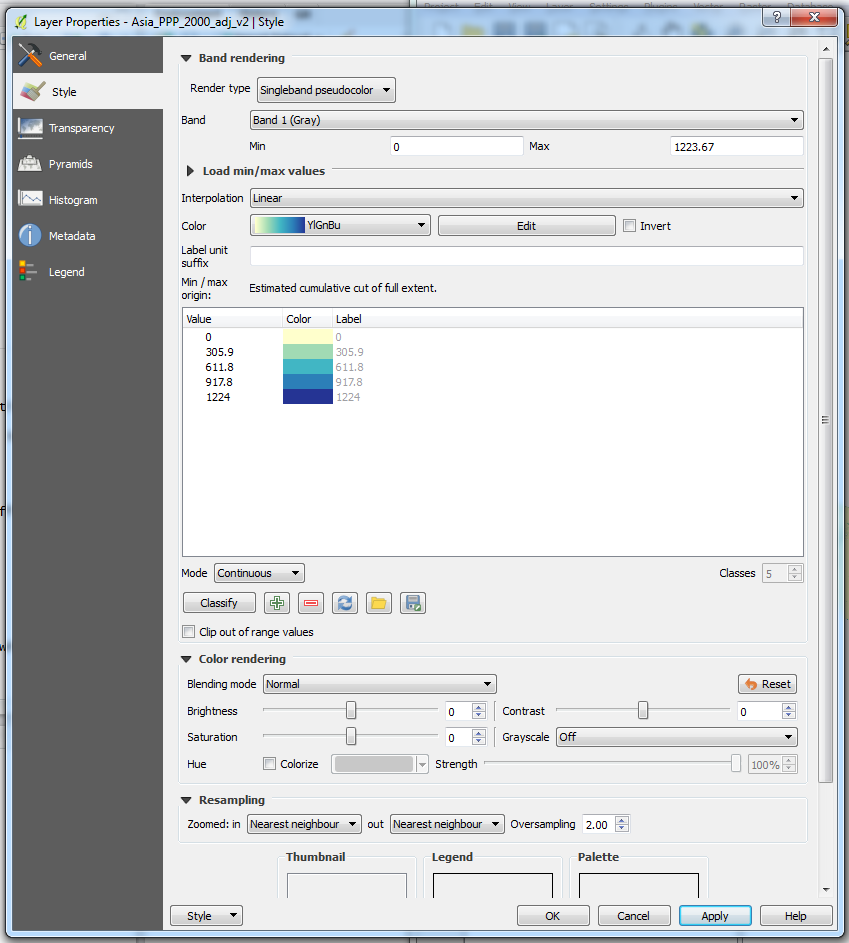 Layer Properties - Asia_PPP_2000_adj_v2 | Style
General
Style
Transparency
Pyramids
Histogram
Metadata
Legend
Band rendering
Render type Singleband pseudocolor
Band Band 1 (Gray)
Min 0 Max 1223.67
Load min/max values
Interpolation Linear
Color YlGnBu Edit Invert
Label unit
suffix
Min / max
origin: Estimated cumulative cut of full extent.
Value Color Label
0 0
305.9 305.9
611.8 611.8
917.8 917.8
1224 1224
Mode Continuous Classes 5
Classify
Clip out of range values
Color rendering
Blending mode Normal Reset
Brightness 0 Contrast 0
Saturation 0 Grayscale Off
Hue Colorize Strength 100%
Resampling
Zoomed: in Nearest neighbour out Nearest neighbour Oversampling 2.00
Thumbnail Legend Palette
Style OK Cancel Apply Help